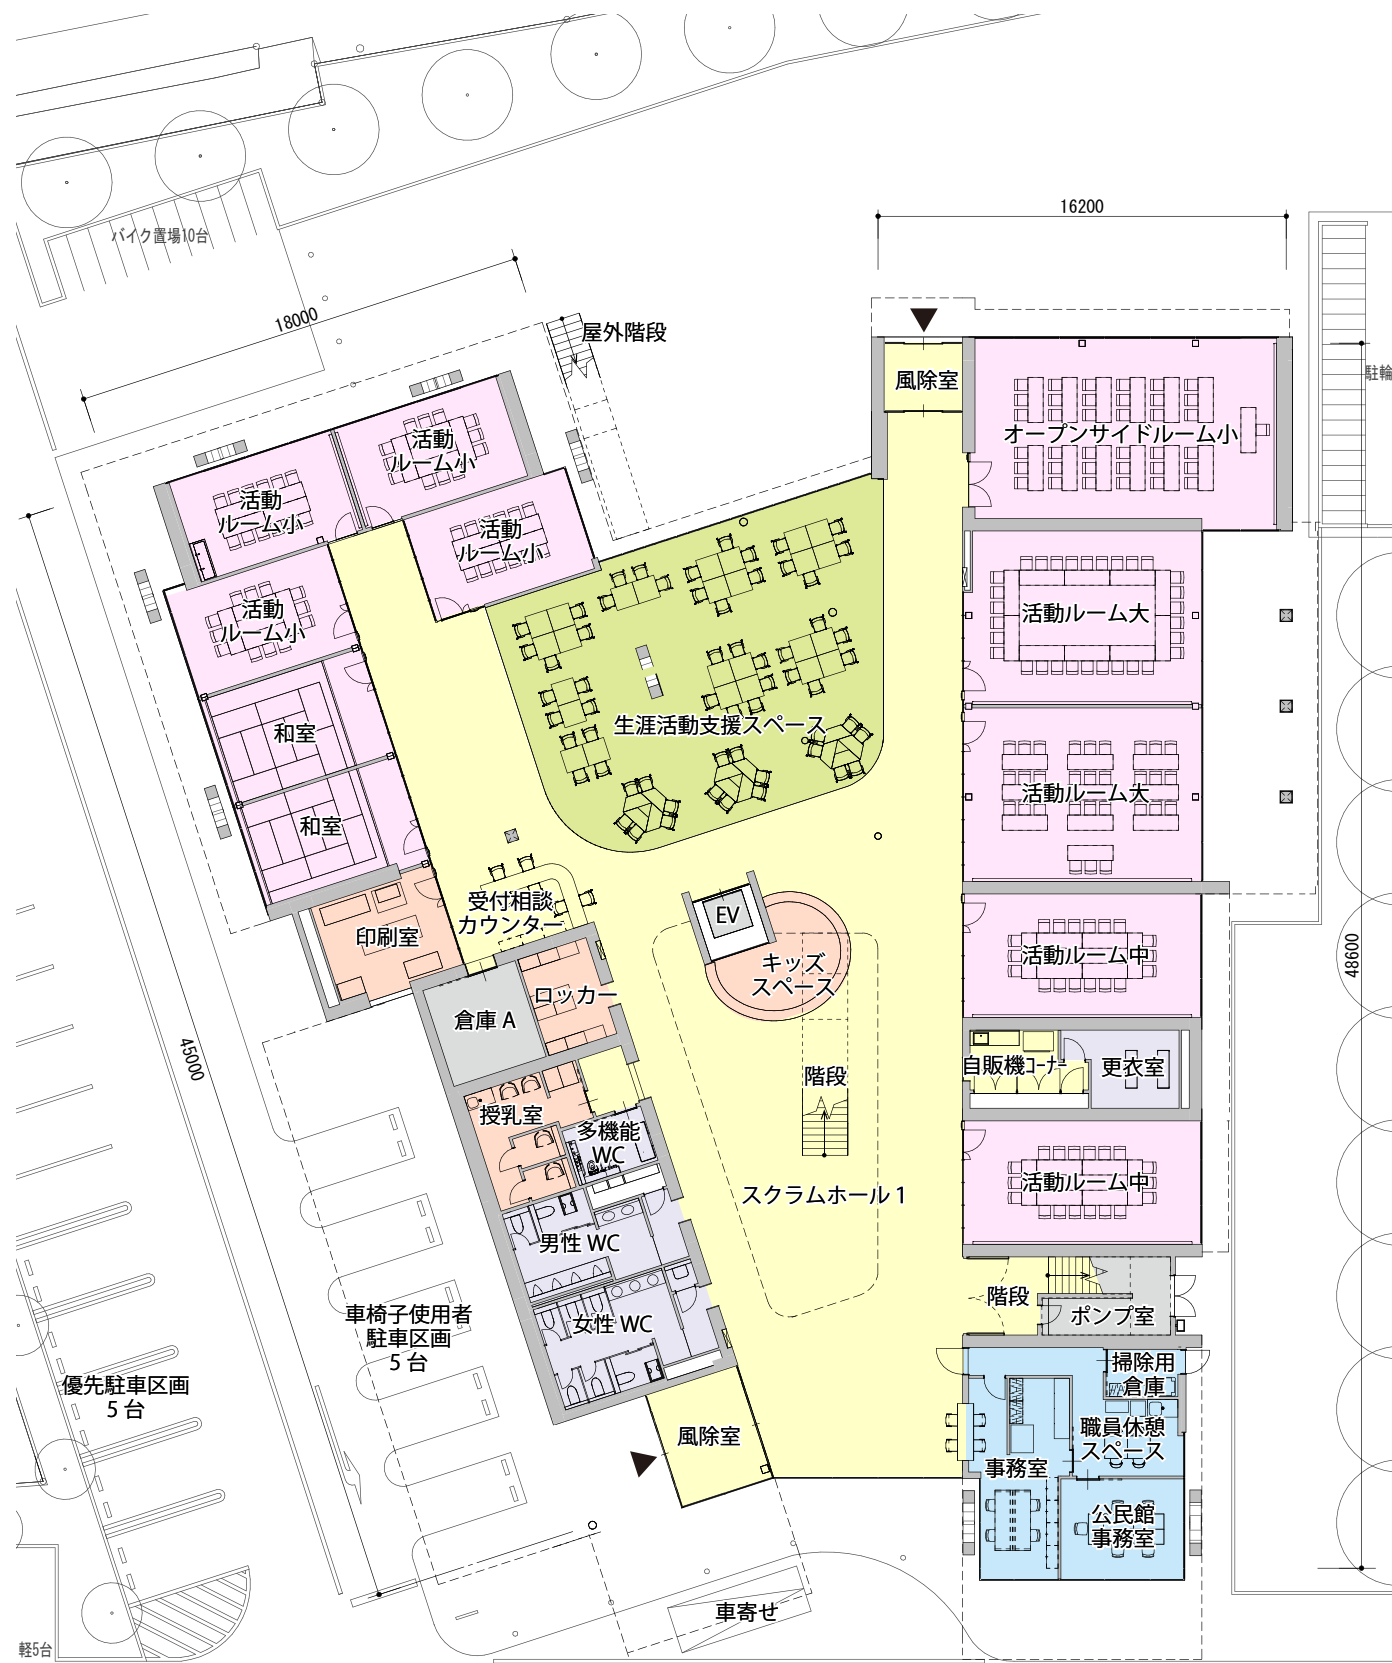 16200
バイク置場10台
18000
屋外階段
風除室
駐輪
オープンサイドルーム小
活動
ルーム小
活動
ルーム小
活動
ルーム小
活動
ルーム小
活動ルーム大
和室
生涯活動支援スペース
活動ルーム大
和室
受付相談
カウンター
EV
印刷室
キッズ
スペース
活動ルーム中
48600
ロッカー
倉庫 A
45000
階段
自販機コーナー
更衣室
授乳室
多機能
WC
スクラムホール 1
活動ルーム中
男性 WC
階段
ポンプ室
車椅子使用者
駐車区画
5 台
女性 WC
優先駐車区画
5 台
掃除用
倉庫
風除室
職員休憩
スペース
事務室
公民館
事務室
車寄せ
軽5台